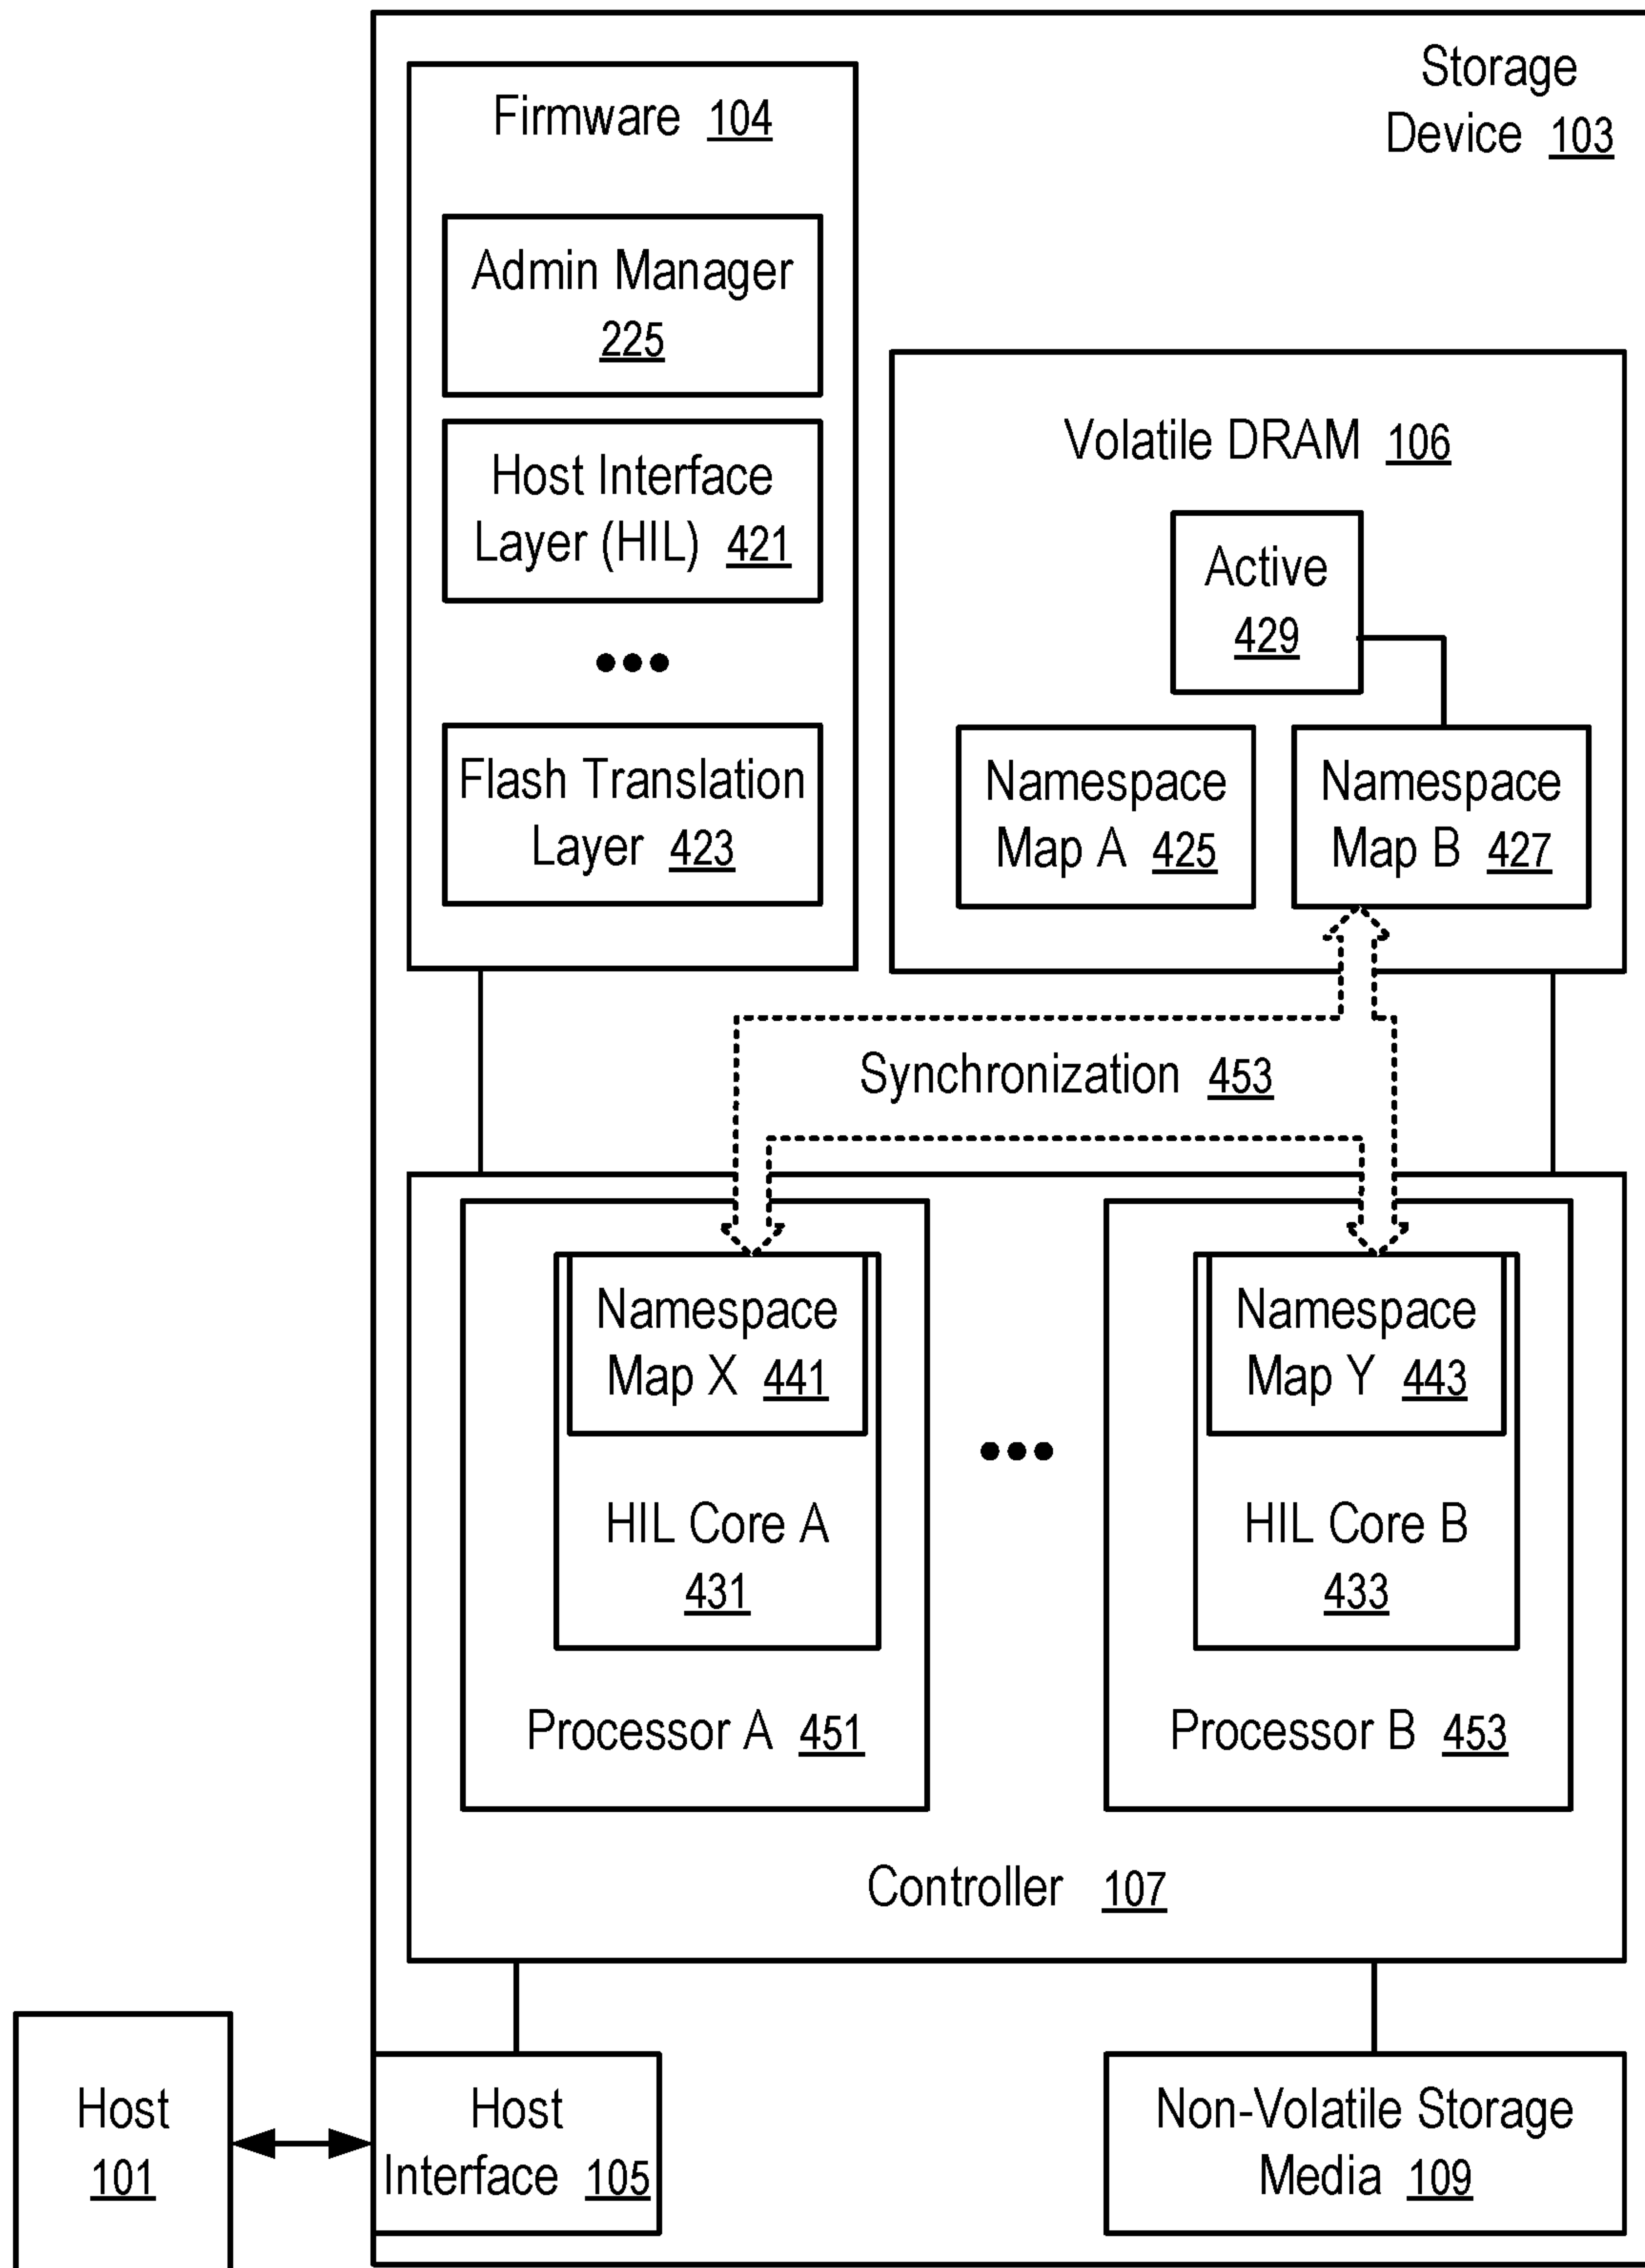 Storage
Device 103
Firmware 104
Admin Manager
225
Host Interface
Layer (HIL) 421
Flash Translation
Layer 423
Volatile DRAM 106
Active
429
Namespace
Map A 425
Namespace
Map B 427
Synchronization 453
Namespace
Map X 441
HIL Core A
431
Processor A 451
Namespace
Map Y 443
HIL Core B
433
Processor B 453
Controller 107
Host
101
Host
Interface 105
Non-Volatile Storage
Media 109